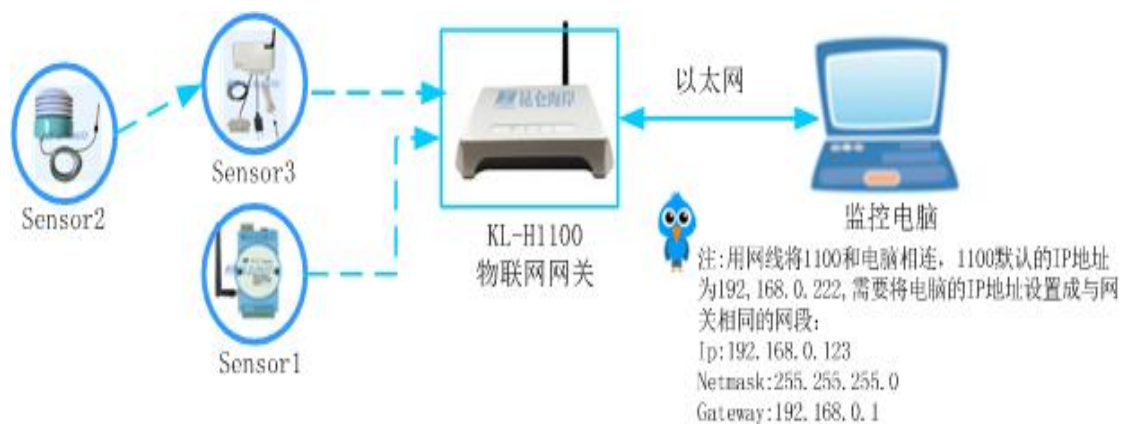 昆仑海岸
以太网
Sensor3
Sensor2
KL-H1100
物联网网关
监控电脑
Sensor1
注:用网线将1100和电脑相连，1100默认的IP地址
为192,168.0.222,需要将电脑的IP地址设置成与网
关相同的网段：
Ip:192.168.0.123
Netmask:255.255.255.0
Gateway:192.168.0.1